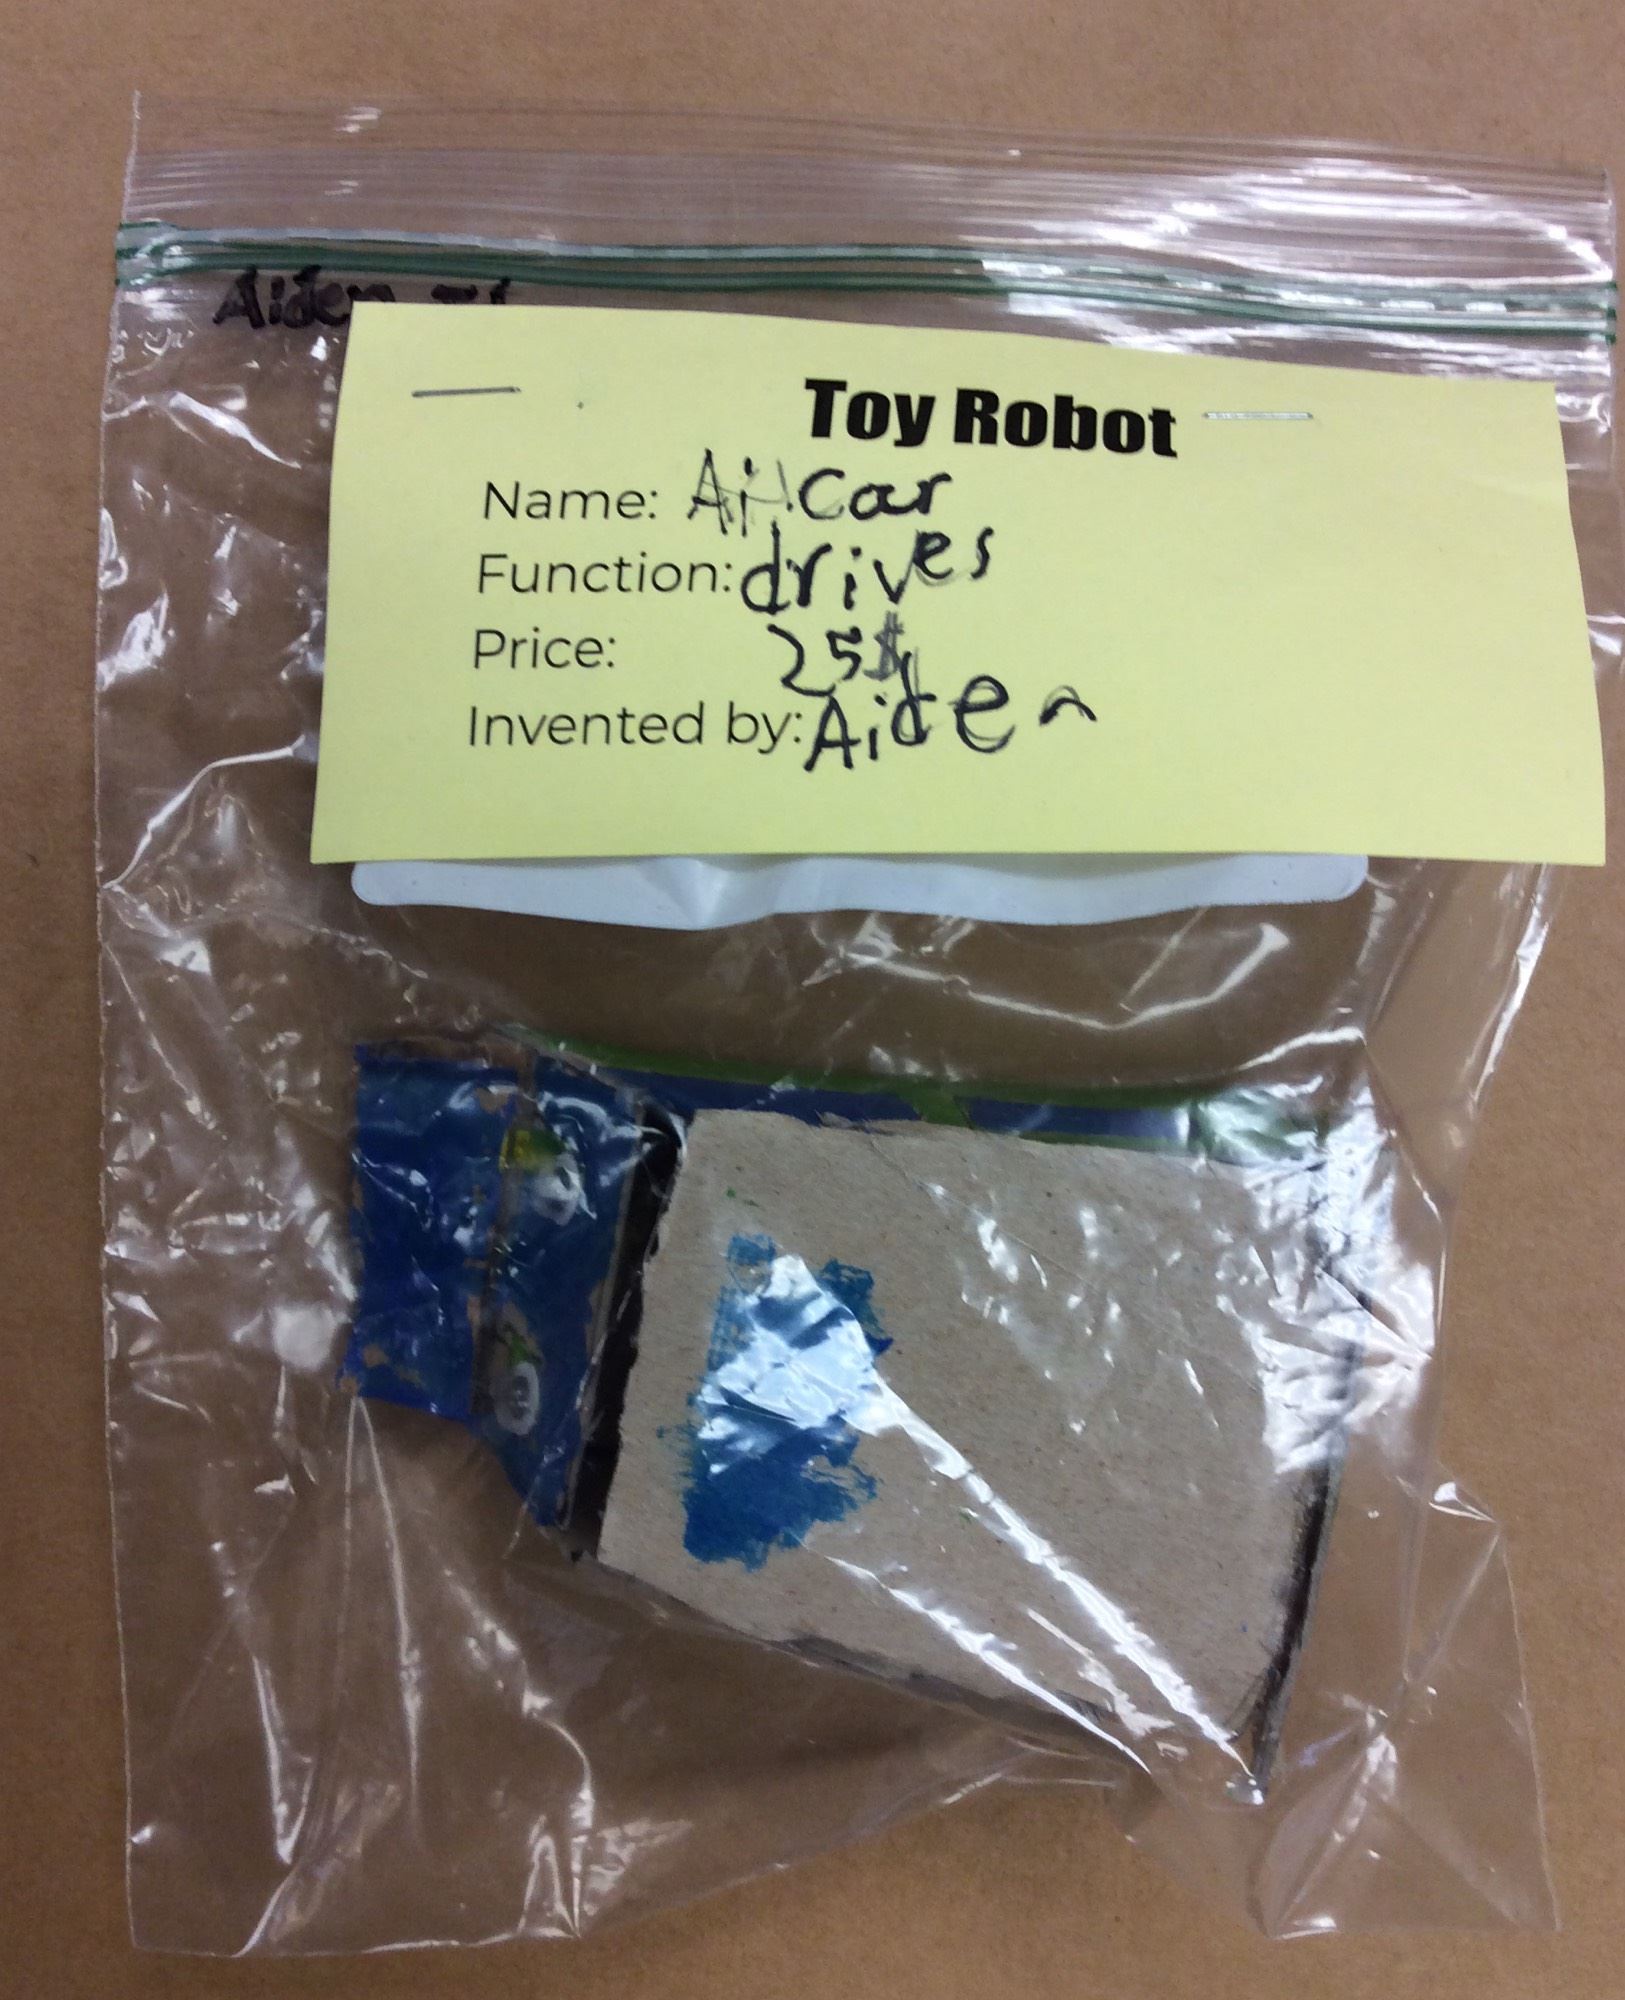 Aiden
Toy Robot
Name: Ai Car
Function: drives
Price: 25$
Invented by: Aiden